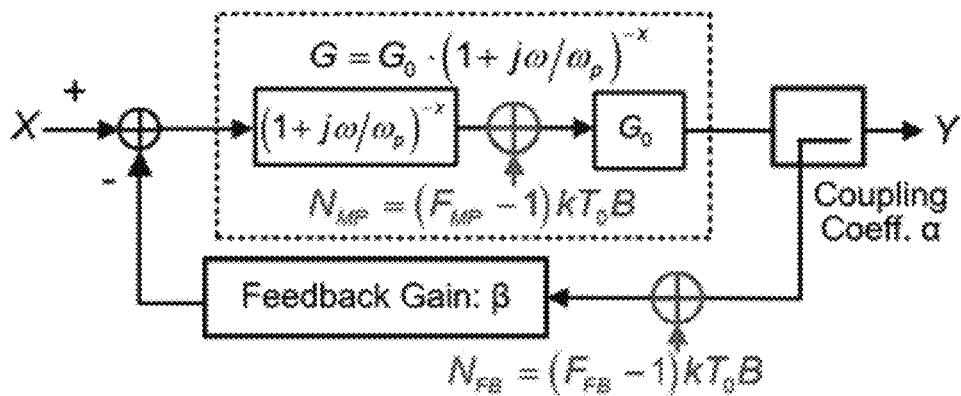 G = G₀ · (1 + jω/ωₚ)⁻ˣ
+
X
(1 + jω/ωₚ)⁻ˣ
G₀
Y
-
N_MP = (F_MP − 1)kT₀B
Coupling
Coeff. α
Feedback Gain: β
N_FB = (F_FB − 1)kT₀B